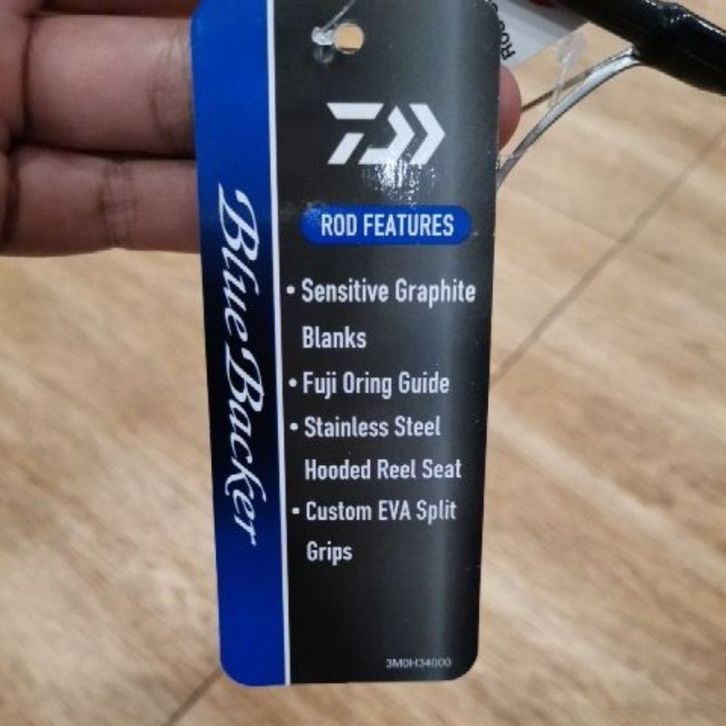 ROD FEATURES
• Sensitive Graphite
Blanks
• Fuji Oring Guide
• Stainless Steel
Hooded Reel Seat
• Custom EVA Split
Grips
3M0H34000
Blue Backer